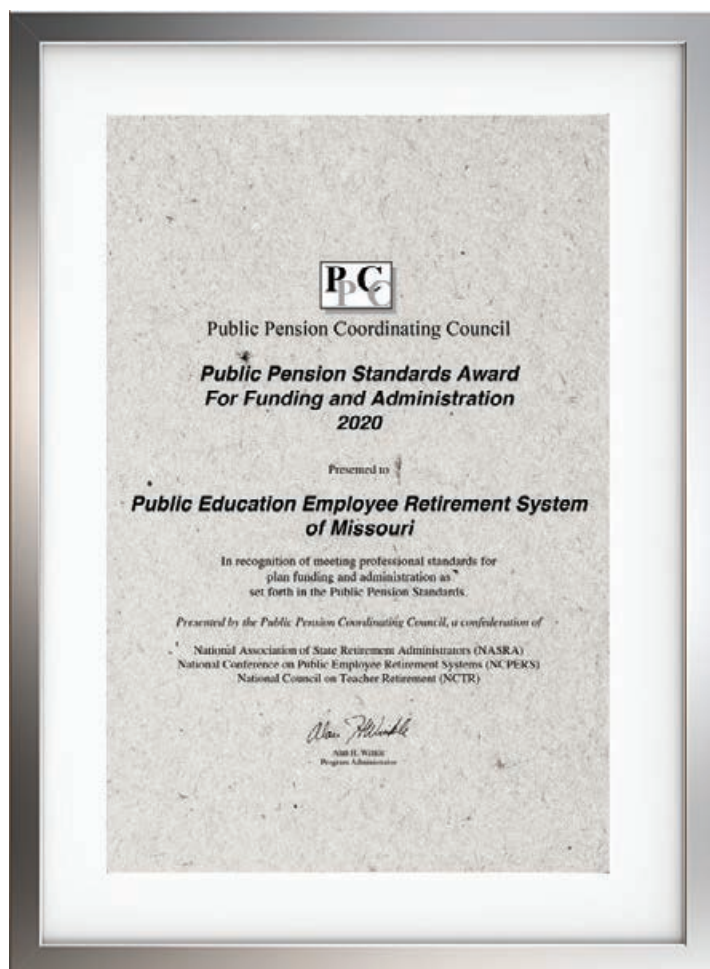 PPCC
Public Pension Coordinating Council
Public Pension Standards Award
For Funding and Administration
2020
Presented to
Public Education Employee Retirement System
of Missouri
In recognition of meeting professional standards for
plan funding and administration as
set forth in the Public Pension Standards.
Presented by the Public Pension Coordinating Council, a confederation of
National Association of State Retirement Administrators (NASRA)
National Conference on Public Employee Retirement Systems (NCPERS)
National Council on Teacher Retirement (NCTR)
Alan H. Winkle
Alan H. Winkle
Program Administrator